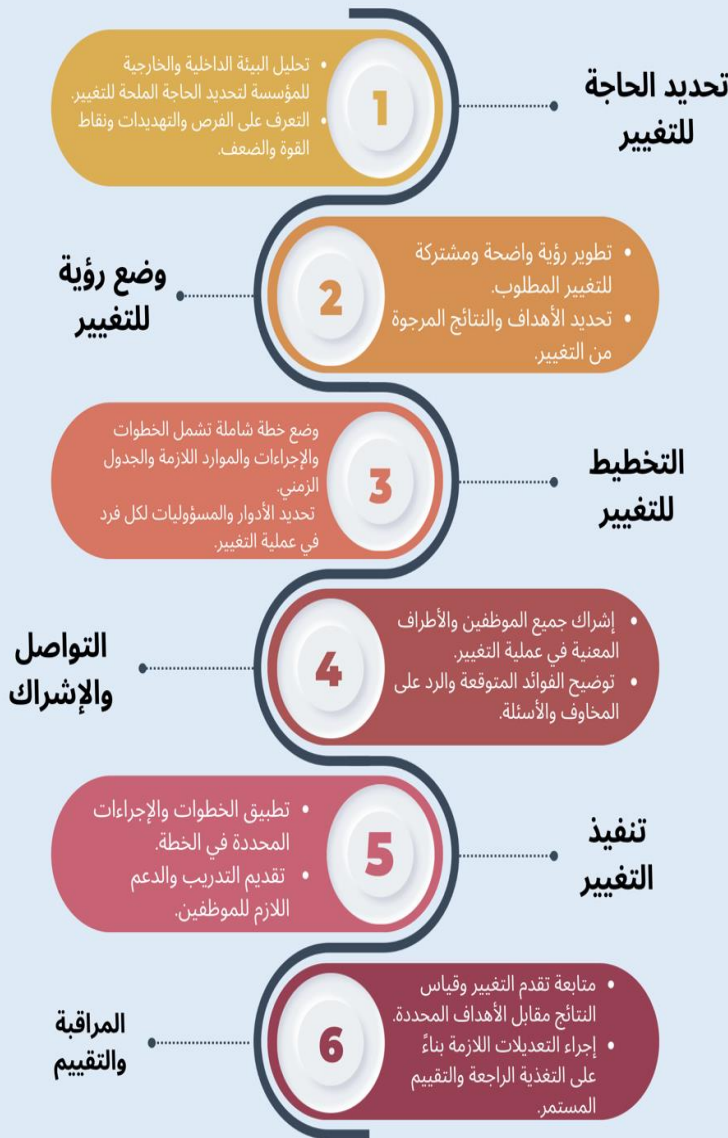 تحديد الحاجة
للتغيير
1
• تحليل البيئة الداخلية والخارجية
للمؤسسة لتحديد الحاجة الملحة للتغيير.
• التعرف على الفرص والتهديدات ونقاط
القوة والضعف.
وضع رؤية
للتغيير
2
• تطوير رؤية واضحة ومشتركة
للتغيير المطلوب.
• تحديد الأهداف والنتائج المرجوة
من التغيير.
التخطيط
للتغيير
3
وضع خطة شاملة تشمل الخطوات
والإجراءات والموارد اللازمة والجدول
الزمني.
تحديد الأدوار والمسؤوليات لكل فرد
في عملية التغيير.
التواصل
والإشراك
4
• إشراك جميع الموظفين والأطراف
المعنية في عملية التغيير.
• توضيح الفوائد المتوقعة والرد على
المخاوف والأسئلة.
تنفيذ
التغيير
5
• تطبيق الخطوات والإجراءات
المحددة في الخطة.
• تقديم التدريب والدعم
اللازم للموظفين.
المراقبة
والتقييم
6
• متابعة تقدم التغيير وقياس
النتائج مقابل الأهداف المحددة.
• إجراء التعديلات اللازمة بناءً
على التغذية الراجعة والتقييم
المستمر.